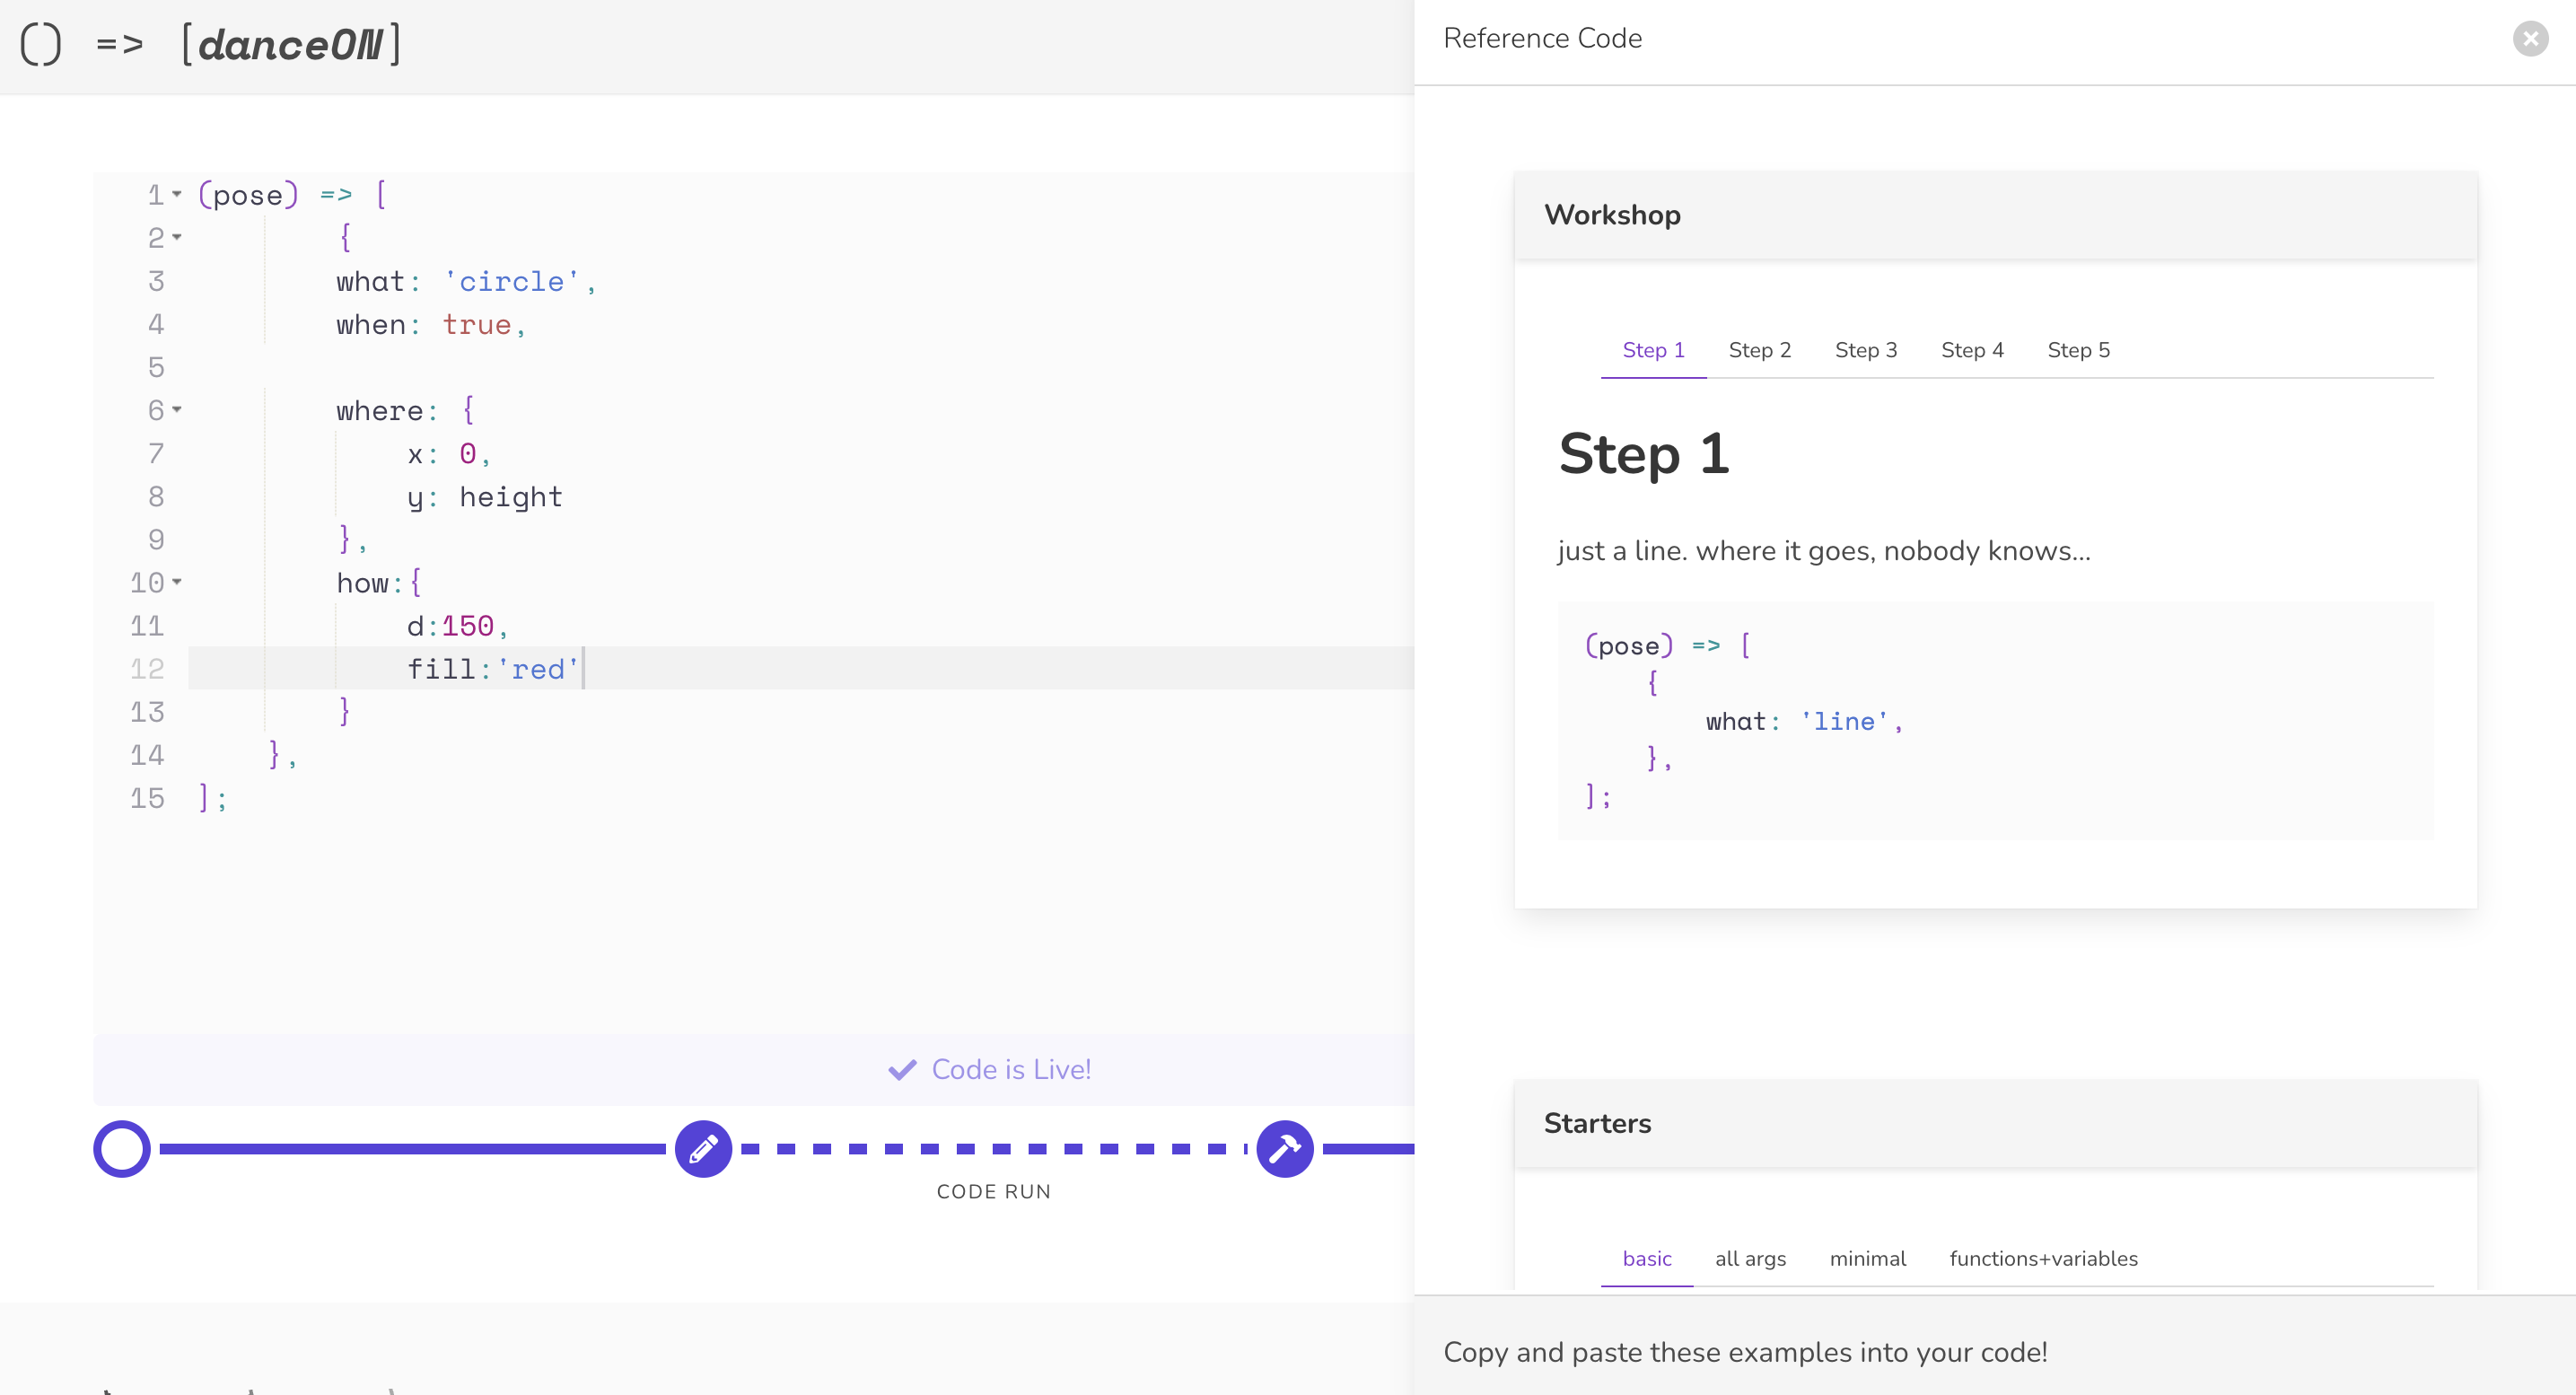 () => [danceON]
1 (pose) => [
2 {
3 what: 'circle',
4 when: true,
5
6 where: {
7 x: 0,
8 y: height
9 },
10 how:{
11 d:150,
12 fill:'red'
13 }
14 },
15 ];
Code is Live!
CODE RUN
Reference Code
Workshop
Step 1 Step 2 Step 3 Step 4 Step 5
Step 1
just a line. where it goes, nobody knows...
(pose) => [
{
what: 'line',
},
];
Starters
basic all args minimal functions+variables
Copy and paste these examples into your code!